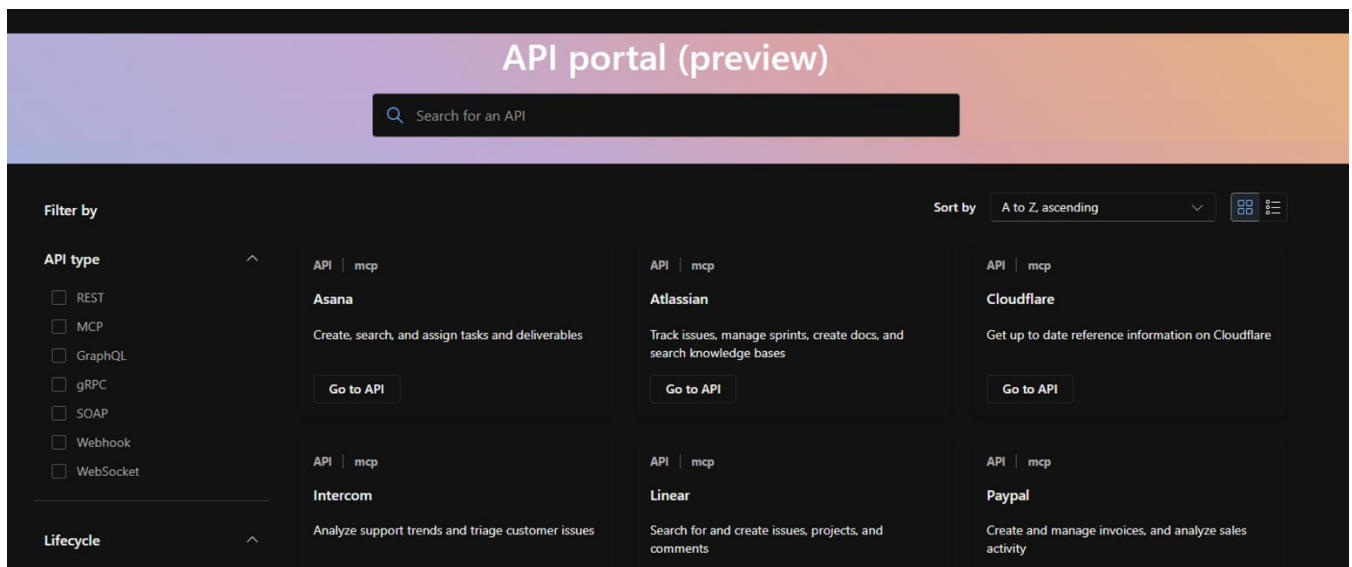 API portal (preview)
Search for an API
Filter by
Sort by
A to Z, ascending
API type
REST
MCP
GraphQL
gRPC
SOAP
Webhook
WebSocket
Lifecycle
API | mcp
Asana
Create, search, and assign tasks and deliverables
Go to API
API | mcp
Atlassian
Track issues, manage sprints, create docs, and
search knowledge bases
Go to API
API | mcp
Cloudflare
Get up to date reference information on Cloudflare
Go to API
API | mcp
Intercom
Analyze support trends and triage customer issues
API | mcp
Linear
Search for and create issues, projects, and
comments
API | mcp
Paypal
Create and manage invoices, and analyze sales
activity